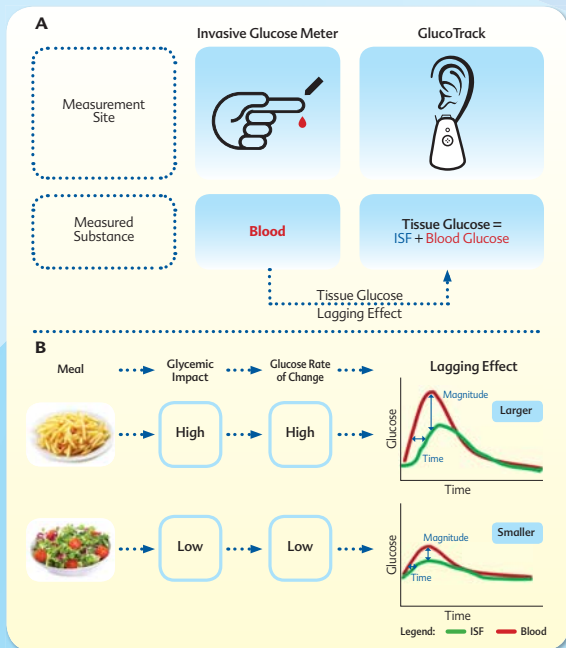 A
Invasive Glucose Meter
GlucoTrack
Measurement
Site
Measured
Substance
Blood
Tissue Glucose =
ISF + Blood Glucose
Tissue Glucose
Lagging Effect
B
Meal
Glycemic
Impact
Glucose Rate
of Change
Lagging Effect
High
High
Glucose
Magnitude
Time
Larger
Time
Low
Low
Glucose
Magnitude
Time
Smaller
Time
Legend: ISF Blood